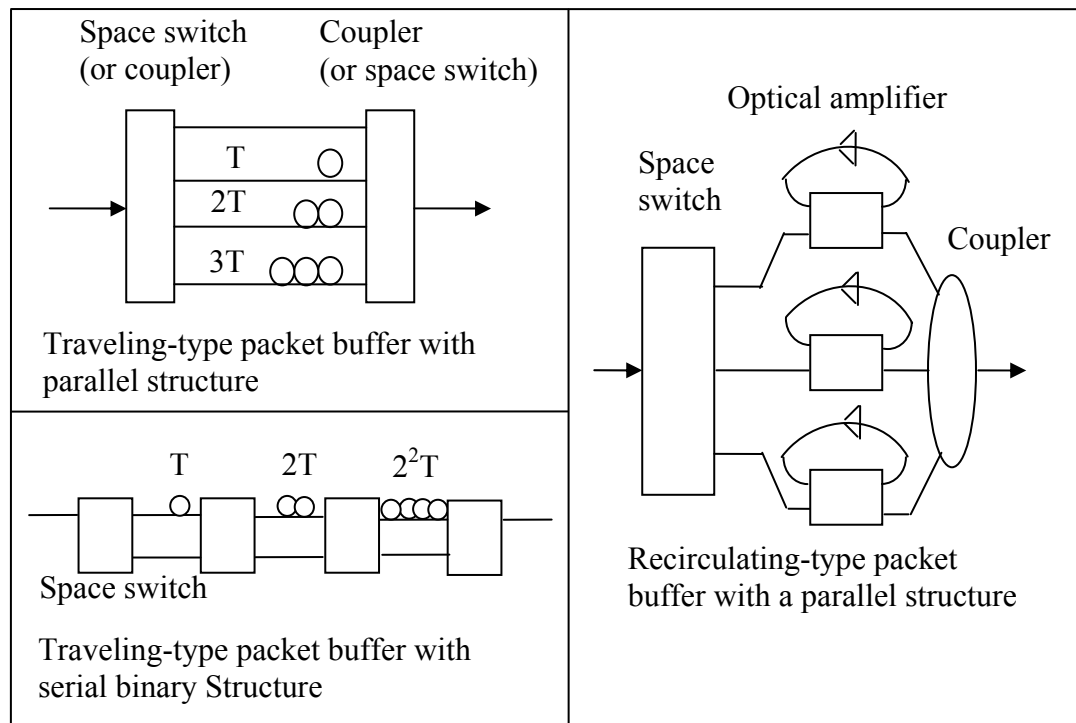 Space switch
(or coupler)
Coupler
(or space switch)
T
2T
3T
Traveling-type packet buffer with
parallel structure
T
2T
2²T
Space switch
Traveling-type packet buffer with
serial binary Structure
Optical amplifier
Space
switch
Coupler
Recirculating-type packet
buffer with a parallel structure